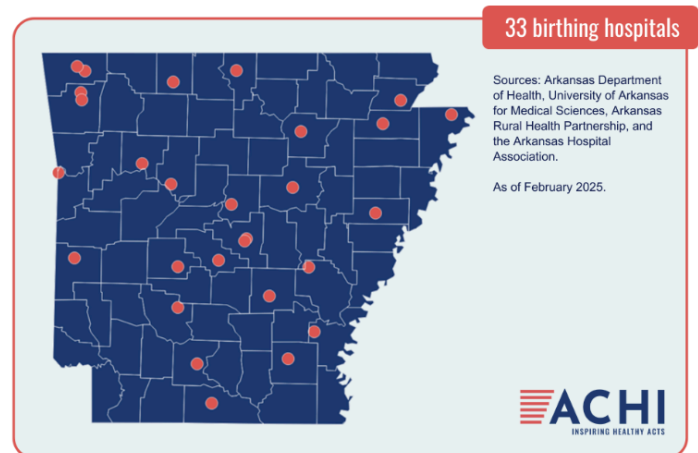 33 birthing hospitals
Sources: Arkansas Department
of Health, University of Arkansas
for Medical Sciences, Arkansas
Rural Health Partnership, and
the Arkansas Hospital
Association.
As of February 2025.
ACHI
INSPIRING HEALTHY ACTS